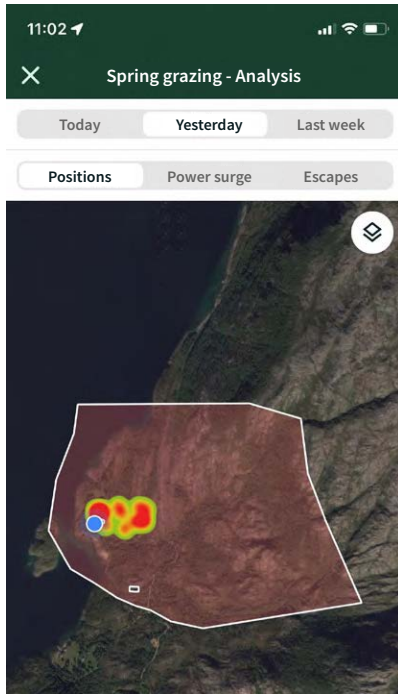 11:02
Spring grazing - Analysis
Today Yesterday Last week
Positions Power surge Escapes